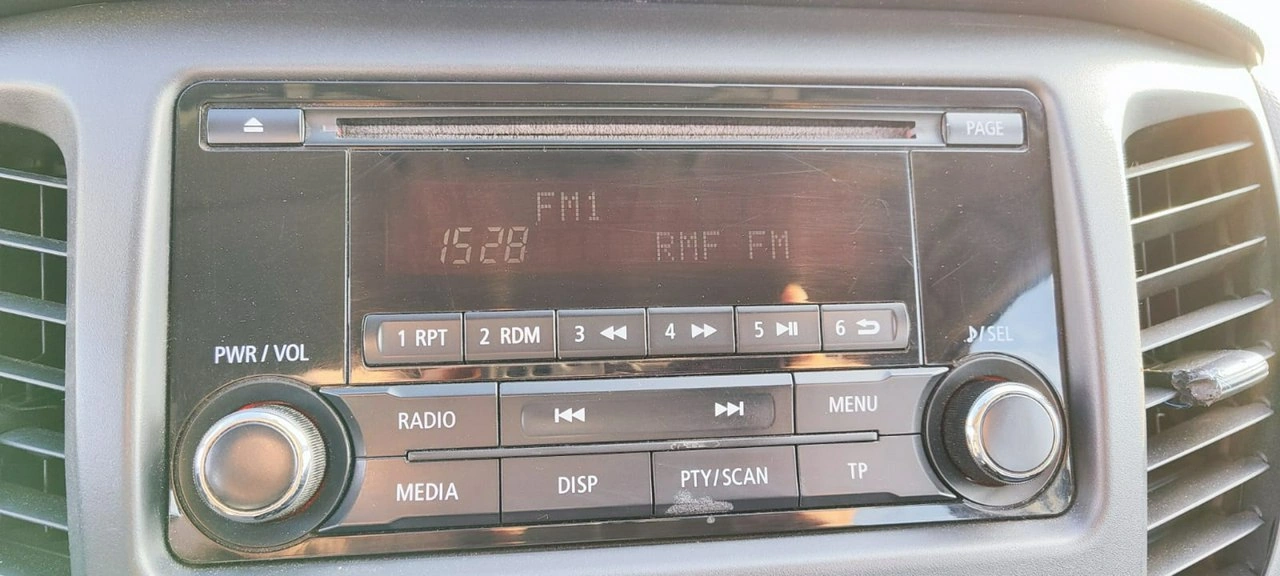 PAGE
FM1
1528 RMF FM
1 RPT 2 RDM 3 4 5 6
PWR / VOL
♪/SEL
RADIO MENU
MEDIA DISP PTY/SCAN TP